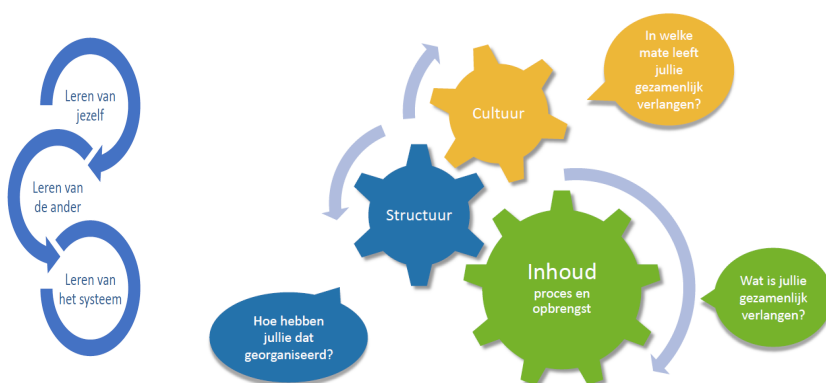 Leren van
jezelf
Leren van
de ander
Leren van
het systeem
In welke
mate leeft
jullie
gezamenlijk
verlangen?
Cultuur
Structuur
Inhoud
proces en
opbrengst
Wat is jullie
gezamenlijk
verlangen?
Hoe hebben
jullie dat
georganiseerd?